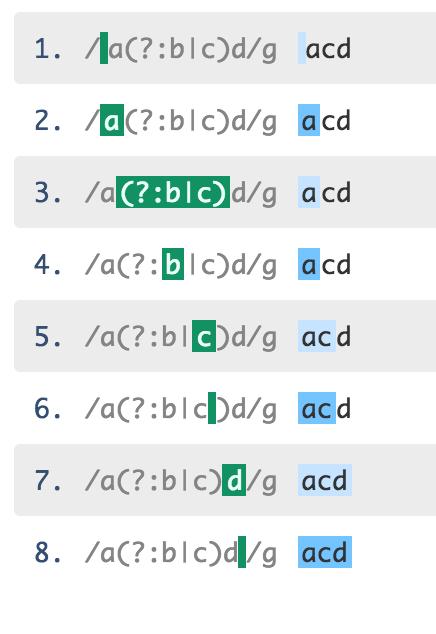 1. /a(?:b|c)d/g acd
2. /a(?:b|c)d/g acd
3. /a(?:b|c)d/g acd
4. /a(?:b|c)d/g acd
5. /a(?:b|c)d/g acd
6. /a(?:b|c)d/g acd
7. /a(?:b|c)d/g acd
8. /a(?:b|c)d/g acd